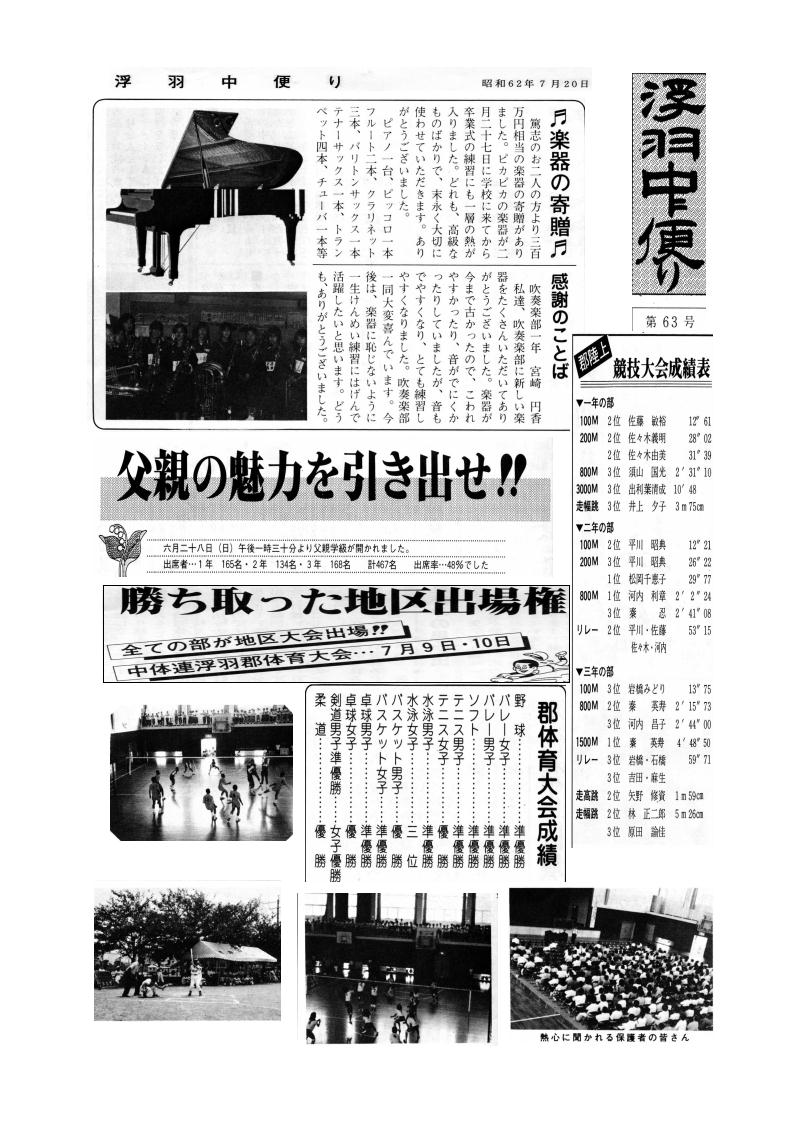 浮羽中便り
昭和62年7月20日
浮羽中便り
第63号
♫楽器の寄贈♫
篤志のお二人の方より三百
万円相当の楽器の寄贈があり
ました。ピカピカの楽器が二
月二十七日に学校に来てから
卒業式の練習にも一層の熱が
入りました。どれも、高級な
ものばかりで、末永く大切に
使わせていただきます。あり
がとうございました。
ピアノ一台、ピッコロ一本
フルート二本、クラリネット
三本、バリトンサックス一本
テナーサックス一本、トラン
ペット四本、チューバ一本等
感謝のことば
吹奏楽部一年 宮崎 円香
私達、吹奏楽部に新しい楽
器をたくさんいただいてあり
がとうございました。楽器が
今まで古かったので、こわれ
やすかったり、音がでにくか
ったりしていましたが、音も
でやすくなり、とても練習し
やすくなりました。吹奏楽部
一同大変喜んでいます。今
後は、楽器に恥じないように
一生けんめい練習にはげんで
活躍したいと思います。どう
も、ありがとうございました。
郡陸上
競技大会成績表
▼一年の部
100M 2位 佐藤 敏裕 12″61
200M 2位 佐々木義明 28″02
2位 佐々木由美 31″39
800M 3位 須山 国光 2′31″10
3000M 3位 出利葉清成 10′48
走幅跳 3位 井上 夕子 3m75cm
▼二年の部
100M 2位 平川 昭典 12″21
200M 3位 平川 昭典 26″22
1位 松岡千恵子 29″77
800M 1位 河内 利章 2′2″24
3位 秦 忍 2′41″08
リレー 2位 平川・佐藤 53″15
佐々木・河内
▼三年の部
100M 3位 岩橋みどり 13″75
800M 2位 秦 英寿 2′15″73
3位 河内 昌子 2′44″00
1500M 1位 秦 英寿 4′48″50
リレー 3位 岩橋・石橋 59″71
3位 吉田・麻生
走高跳 2位 矢野 修資 1m59cm
走幅跳 2位 林 正二郎 5m26cm
3位 原田 諭佳
父親の魅力を引き出せ!!
六月二十八日(日)午後一時三十分より父親学級が開かれました。
出席者…1年 165名・2年 134名・3年 168名 計467名 出席率…48%でした
勝ち取った地区出場権
全ての部が地区大会出場!!
中体連浮羽郡体育大会…7月9日・10日
郡体育大会成績
野球……準優勝
バレー女子……準優勝
バレー男子……準優勝
ソフト……準優勝
テニス男子……準優勝
テニス女子……優勝
水泳男子……準優勝
水泳女子……三位
バスケット男子……優勝
バスケット女子……準優勝
卓球男子……準優勝
卓球女子……優勝
剣道男子準優勝 女子優勝
柔道……優勝
熱心に聞かれる保護者の皆さん